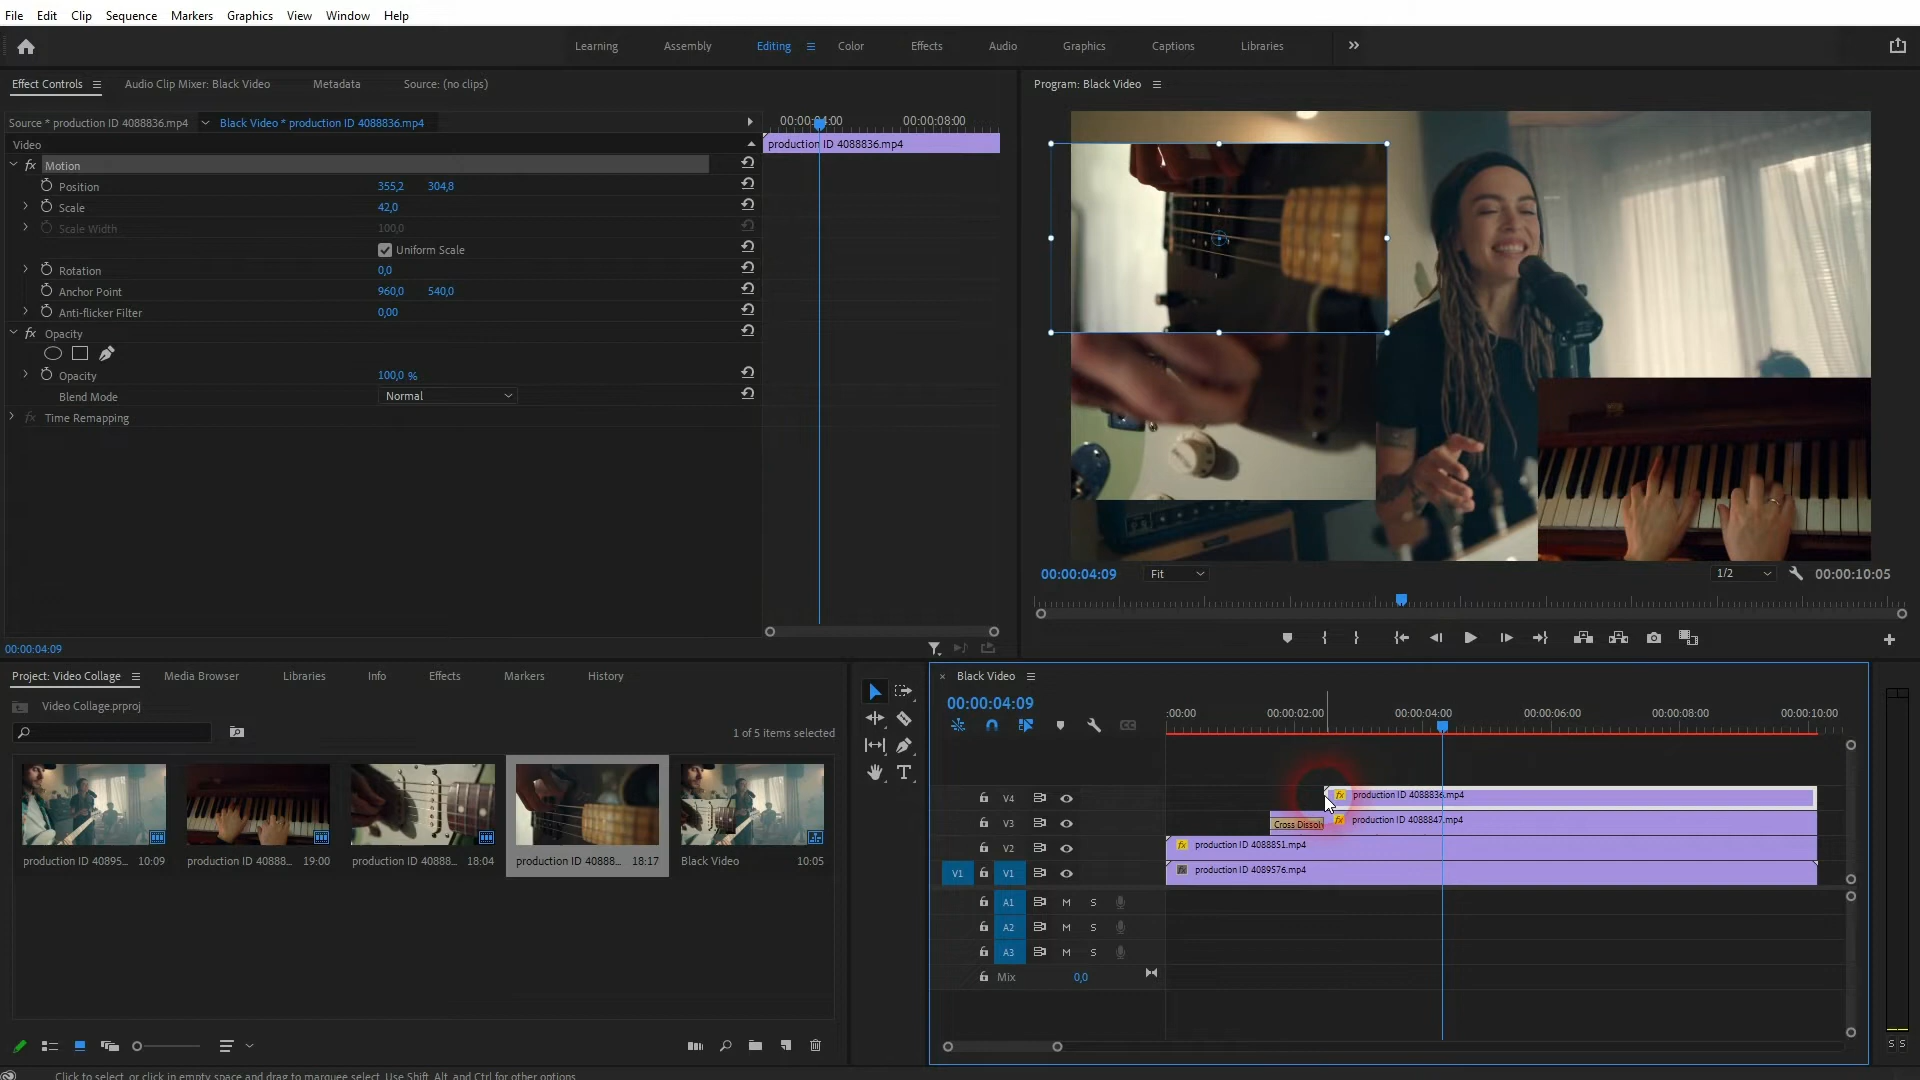 File Edit Clip Sequence Markers Graphics View Window Help
Learning Assembly Editing Color Effects Audio Graphics Captions Libraries
Effect Controls Audio Clip Mixer: Black Video Metadata Source: (no clips)
Program: Black Video
Source * production ID 4088836.mp4 Black Video * production ID 4088836.mp4
00:00:04:00 00:00:08:00
Video
production ID 4088836.mp4
fx Motion
Position 355,2 304,8
Scale 42,0
Scale Width 100,0
Uniform Scale
Rotation 0,0
Anchor Point 960,0 540,0
Anti-flicker Filter 0,00
fx Opacity
Opacity 100,0 %
Blend Mode Normal
fx Time Remapping
00:00:04:09
00:00:04:09 Fit 1/2 00:00:10:05
Project: Video Collage Media Browser Libraries Info Effects Markers History
Video Collage.prproj
1 of 5 items selected
production ID 40895... 10:09
production ID 40888... 19:00
production ID 40888... 18:04
production ID 40888... 18:17
Black Video 10:05
× Black Video
00:00:04:09
:00:00 00:00:02:00 00:00:04:00 00:00:06:00 00:00:08:00 00:00:10:00
V4 fx production ID 4088836.mp4
V3 Cross Dissolv fx production ID 4088847.mp4
V2 fx production ID 4088851.mp4
V1 V1 fx production ID 4089576.mp4
A1 M S
A2 M S
A3 M S
Mix 0,0
S S
Click to select, or click in empty space and drag to marquee select. Use Shift, Alt, and Ctrl for other options.